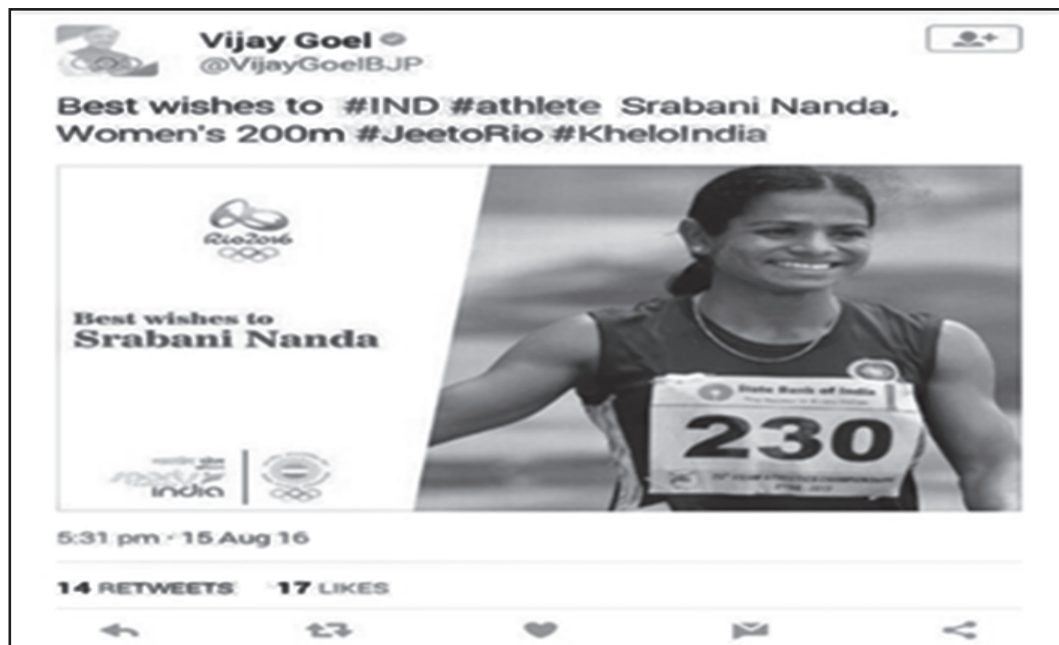 Vijay Goel
@VijayGoelBJP
Best wishes to #IND #athlete Srabani Nanda,
Women's 200m #JeetoRio #KheloIndia
Rio2016
Best wishes to
Srabani Nanda
india
State Bank of India
230
5:31 pm · 15 Aug 16
14 RETWEETS 17 LIKES